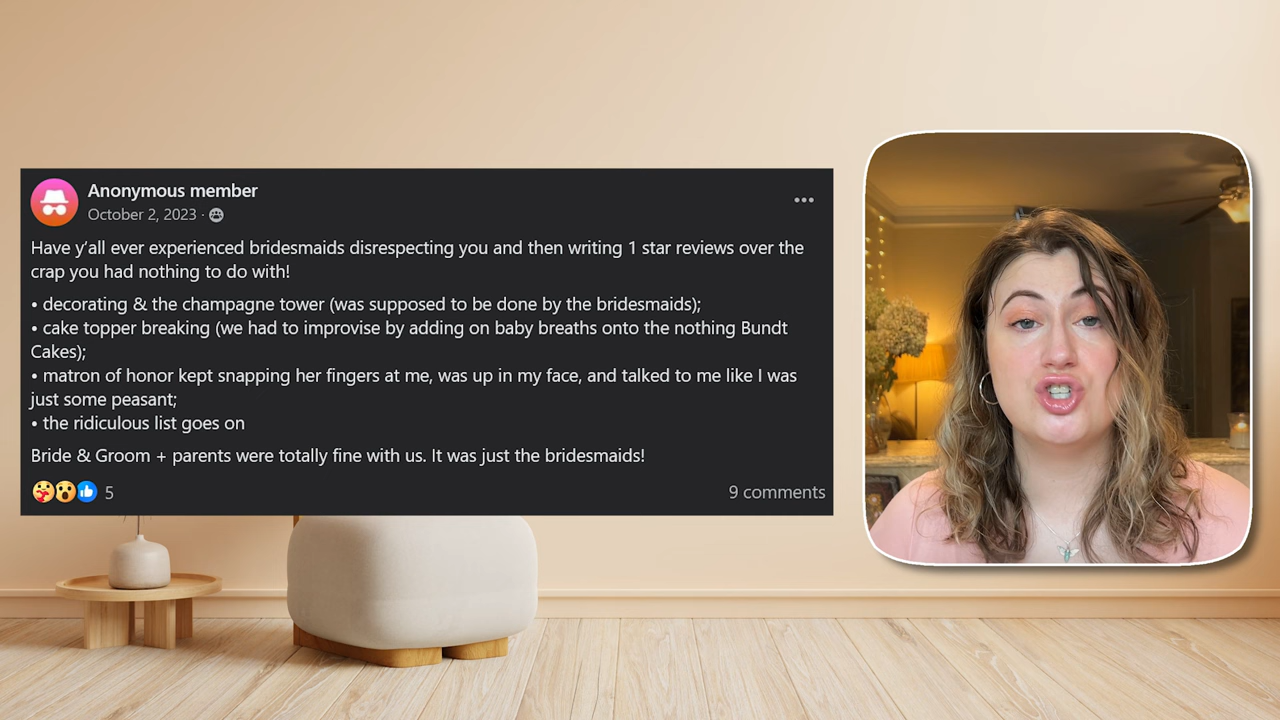 Anonymous member
October 2, 2023 ·
Have y'all ever experienced bridesmaids disrespecting you and then writing 1 star reviews over the
crap you had nothing to do with!
• decorating & the champagne tower (was supposed to be done by the bridesmaids);
• cake topper breaking (we had to improvise by adding on baby breaths onto the nothing Bundt
Cakes);
• matron of honor kept snapping her fingers at me, was up in my face, and talked to me like I was
just some peasant;
• the ridiculous list goes on
Bride & Groom + parents were totally fine with us. It was just the bridesmaids!
5
9 comments